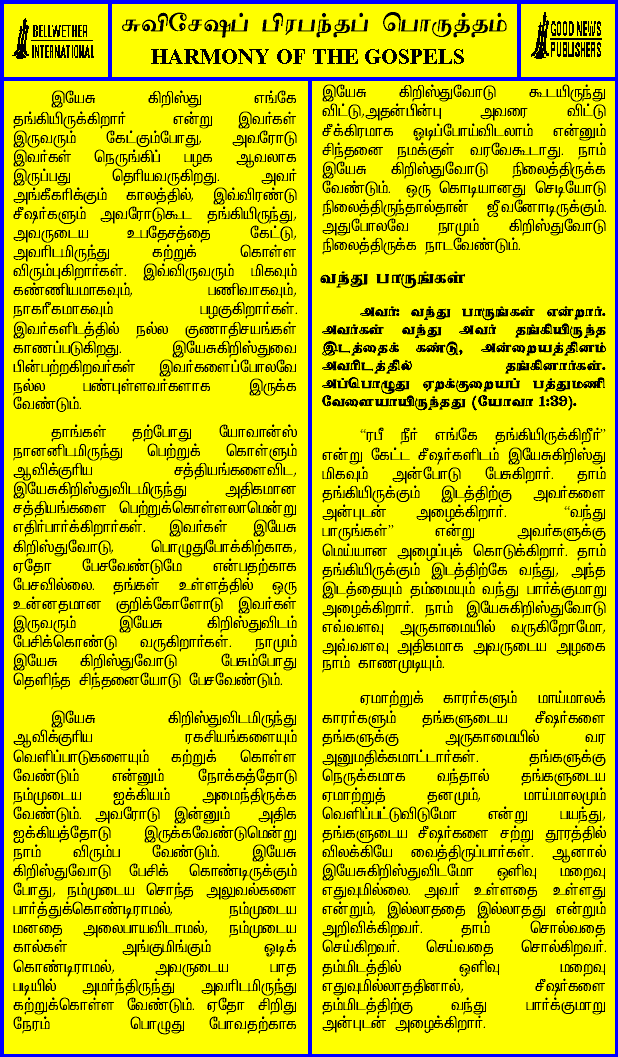 BELLWETHER
INTERNATIONAL
சுவிசேஷப் பிரபந்தப் பொருத்தம்
HARMONY OF THE GOSPELS
GOOD NEWS
PUBLISHERS
இயேசு கிறிஸ்து எங்கே
தங்கியிருக்கிறார் என்று இவர்கள்
இருவரும் கேட்கும்போது, அவரோடு
இவர்கள் நெருங்கிப் பழக ஆவலாக
இருப்பது தெரியவருகிறது. அவர்
அங்கீகரிக்கும் காலத்தில், இவ்விரண்டு
சீஷர்களும் அவரோடுகூட தங்கியிருந்து,
அவருடைய உபதேசத்தை கேட்டு,
அவரிடமிருந்து கற்றுக் கொள்ள
விரும்புகிறார்கள். இவ்விருவரும் மிகவும்
கண்ணியமாகவும், பணிவாகவும்,
நாகரீகமாகவும் பழகுகிறார்கள்.
இவர்களிடத்தில் நல்ல குணாதிசயங்கள்
காணப்படுகிறது. இயேசுகிறிஸ்துவை
பின்பற்றகிறவர்கள் இவர்களைப்போலவே
நல்ல பண்புள்ளவர்களாக இருக்க
வேண்டும்.
தாங்கள் தற்போது யோவான்ஸ்
நானனிடமிருந்து பெற்றுக் கொள்ளும்
ஆவிக்குரிய சத்தியங்களைவிட,
இயேசுகிறிஸ்துவிடமிருந்து அதிகமான
சத்தியங்களை பெற்றுக்கொள்ளலாமென்று
எதிர்பார்க்கிறார்கள். இவர்கள் இயேசு
கிறிஸ்துவோடு, பொழுதுபோக்கிற்காக,
ஏதோ பேசவேண்டுமே என்பதற்காக
பேசவில்லை. தங்கள் உள்ளத்தில் ஒரு
உன்னதமான குறிக்கோளோடு இவர்கள்
இருவரும் இயேசு கிறிஸ்துவிடம்
பேசிக்கொண்டு வருகிறார்கள். நாமும்
இயேசு கிறிஸ்துவோடு பேசும்போது
தெளிந்த சிந்தனையோடு பேசவேண்டும்.
இயேசு கிறிஸ்துவிடமிருந்து
ஆவிக்குரிய ரகசியங்களையும்
வெளிப்பாடுகளையும் கற்றுக் கொள்ள
வேண்டும் என்னும் நோக்கத்தோடு
நம்முடைய ஐக்கியம் அமைந்திருக்க
வேண்டும். அவரோடு இன்னும் அதிக
ஐக்கியத்தோடு இருக்கவேண்டுமென்று
நாம் விரும்ப வேண்டும். இயேசு
கிறிஸ்துவோடு பேசிக் கொண்டிருக்கும்
போது, நம்முடைய சொந்த அலுவல்களை
பார்த்துக்கொண்டிராமல், நம்முடைய
மனதை அலைபாயவிடாமல், நம்முடைய
கால்கள் அங்குமிங்கும் ஓடிக்
கொண்டிராமல், அவருடைய பாத
படியில் அமர்ந்திருந்து அவரிடமிருந்து
கற்றுக்கொள்ள வேண்டும். ஏதோ சிறிது
நேரம் பொழுது போவதற்காக
இயேசு கிறிஸ்துவோடு கூடயிருந்து
விட்டு,அதன்பின்பு அவரை விட்டு
சீக்கிரமாக ஓடிப்போய்விடலாம் என்னும்
சிந்தனை நமக்குள் வரவேகூடாது. நாம்
இயேசு கிறிஸ்துவோடு நிலைத்திருக்க
வேண்டும். ஒரு கொடியானது செடியோடு
நிலைத்திருந்தால்தான் ஜீவனோடிருக்கும்.
அதுபோலவே நாமும் கிறிஸ்துவோடு
நிலைத்திருக்க நாடவேண்டும்.
வந்து பாருங்கள்
அவர்: வந்து பாருங்கள் என்றார்.
அவர்கள் வந்து அவர் தங்கியிருந்த
இடத்தைக் கண்டு, அன்றையத்தினம்
அவரிடத்தில் தங்கினார்கள்.
அப்பொழுது ஏறக்குறையப் பத்துமணி
வேளையாயிருந்தது (யோவா 1:39).
“ரபீ நீர் எங்கே தங்கியிருக்கிறீர்”
என்று கேட்ட சீஷர்களிடம் இயேசுகிறிஸ்து
மிகவும் அன்போடு பேசுகிறார். தாம்
தங்கியிருக்கும் இடத்திற்கு அவர்களை
அன்புடன் அழைக்கிறார். “வந்து
பாருங்கள்” என்று அவர்களுக்கு
மெய்யான அழைப்புக் கொடுக்கிறார். தாம்
தங்கியிருக்கும் இடத்திற்கே வந்து, அந்த
இடத்தையும் தம்மையும் வந்து பார்க்குமாறு
அழைக்கிறார். நாம் இயேசுகிறிஸ்துவோடு
எவ்வளவு அருகாமையில் வருகிறோமோ,
அவ்வளவு அதிகமாக அவருடைய அழகை
நாம் காணமுடியும்.
ஏமாற்றுக் காரர்களும் மாய்மாலக்
காரர்களும் தங்களுடைய சீஷர்களை
தங்களுக்கு அருகாமையில் வர
அனுமதிக்கமாட்டார்கள். தங்களுக்கு
நெருக்கமாக வந்தால் தங்களுடைய
ஏமாற்றுத் தனமும், மாய்மாலமும்
வெளிப்பட்டுவிடுமோ என்று பயந்து,
தங்களுடைய சீஷர்களை சற்று தூரத்தில்
விலக்கியே வைத்திருப்பார்கள். ஆனால்
இயேசுகிறிஸ்துவிடமோ ஒளிவு மறைவு
எதுவுமில்லை. அவர் உள்ளதை உள்ளது
என்றும், இல்லாததை இல்லாதது என்றும்
அறிவிக்கிறவர். தாம் சொல்வதை
செய்கிறவர். செய்வதை சொல்கிறவர்.
தம்மிடத்தில் ஒளிவு மறைவு
எதுவுமில்லாததினால், சீஷர்களை
தம்மிடத்திற்கு வந்து பார்க்குமாறு
அன்புடன் அழைக்கிறார்.